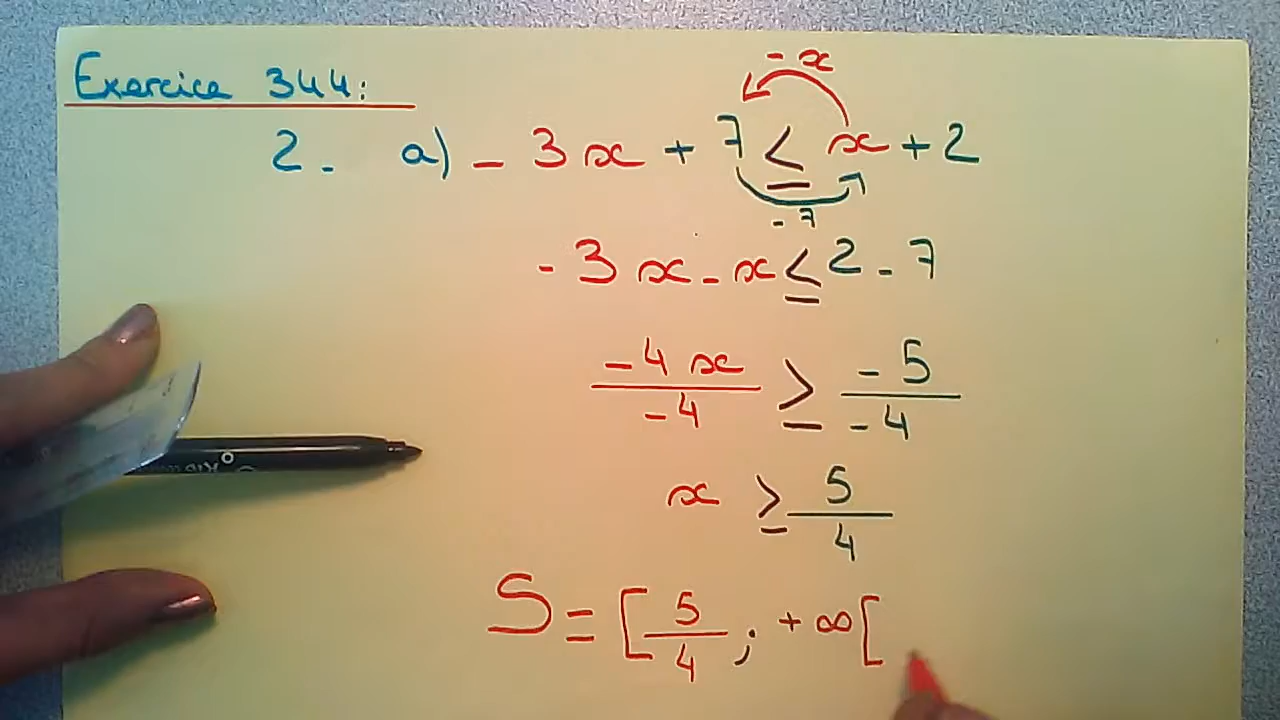 Exercice 344:
- x
2. a) - 3x + 7 ≤ x + 2
- 7
- 3x - x ≤ 2 - 7
-4x / -4 ≥ -5 / -4
x ≥ 5/4
S = [5/4 ; +∞[